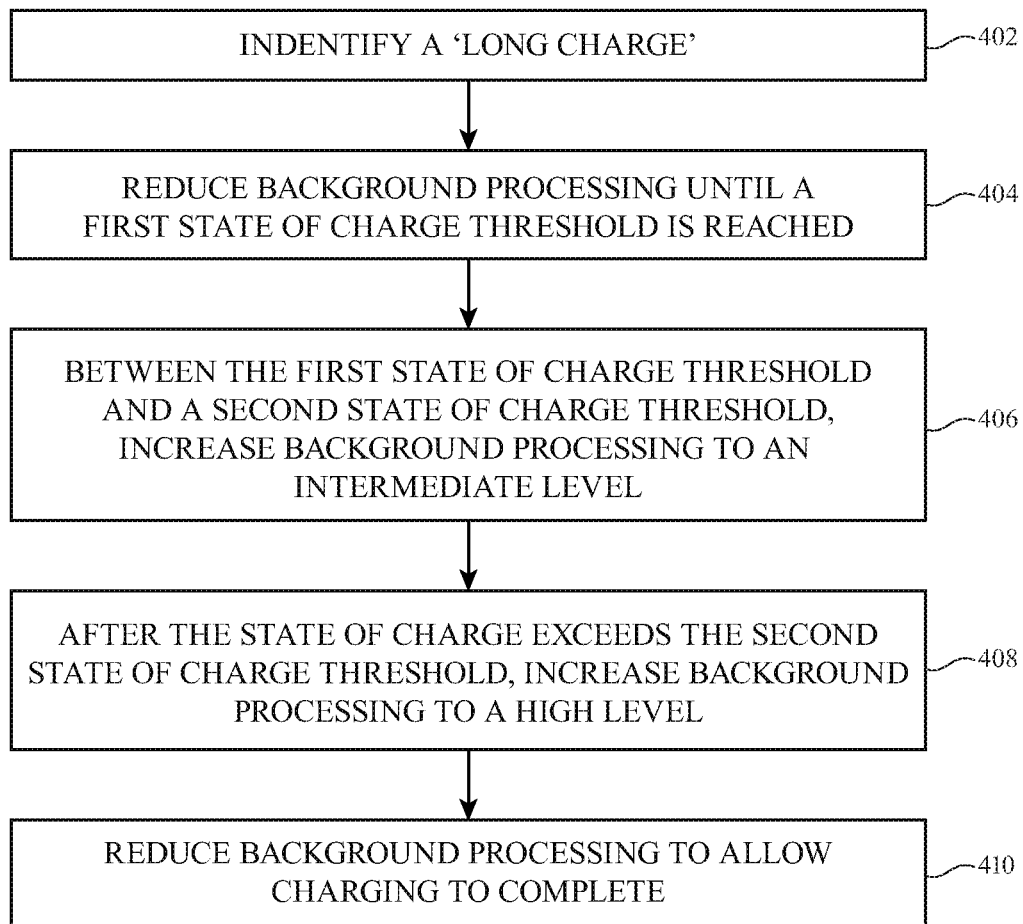 INDENTIFY A 'LONG CHARGE'
402
REDUCE BACKGROUND PROCESSING UNTIL A
FIRST STATE OF CHARGE THRESHOLD IS REACHED
404
BETWEEN THE FIRST STATE OF CHARGE THRESHOLD
AND A SECOND STATE OF CHARGE THRESHOLD,
INCREASE BACKGROUND PROCESSING TO AN
INTERMEDIATE LEVEL
406
AFTER THE STATE OF CHARGE EXCEEDS THE SECOND
STATE OF CHARGE THRESHOLD, INCREASE BACKGROUND
PROCESSING TO A HIGH LEVEL
408
REDUCE BACKGROUND PROCESSING TO ALLOW
CHARGING TO COMPLETE
410